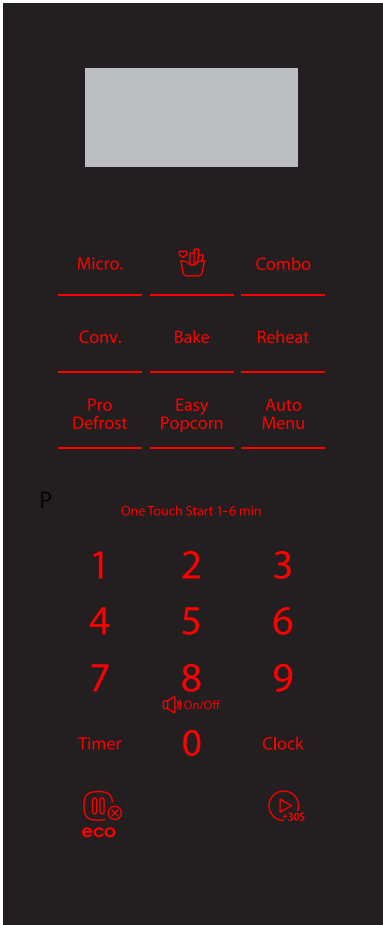 Micro.
Combo
Conv.
Bake
Reheat
Pro
Defrost
Easy
Popcorn
Auto
Menu
P
One Touch Start 1-6 min
1 2 3
4 5 6
7 8 9
On/Off
Timer 0 Clock
+30S
eco